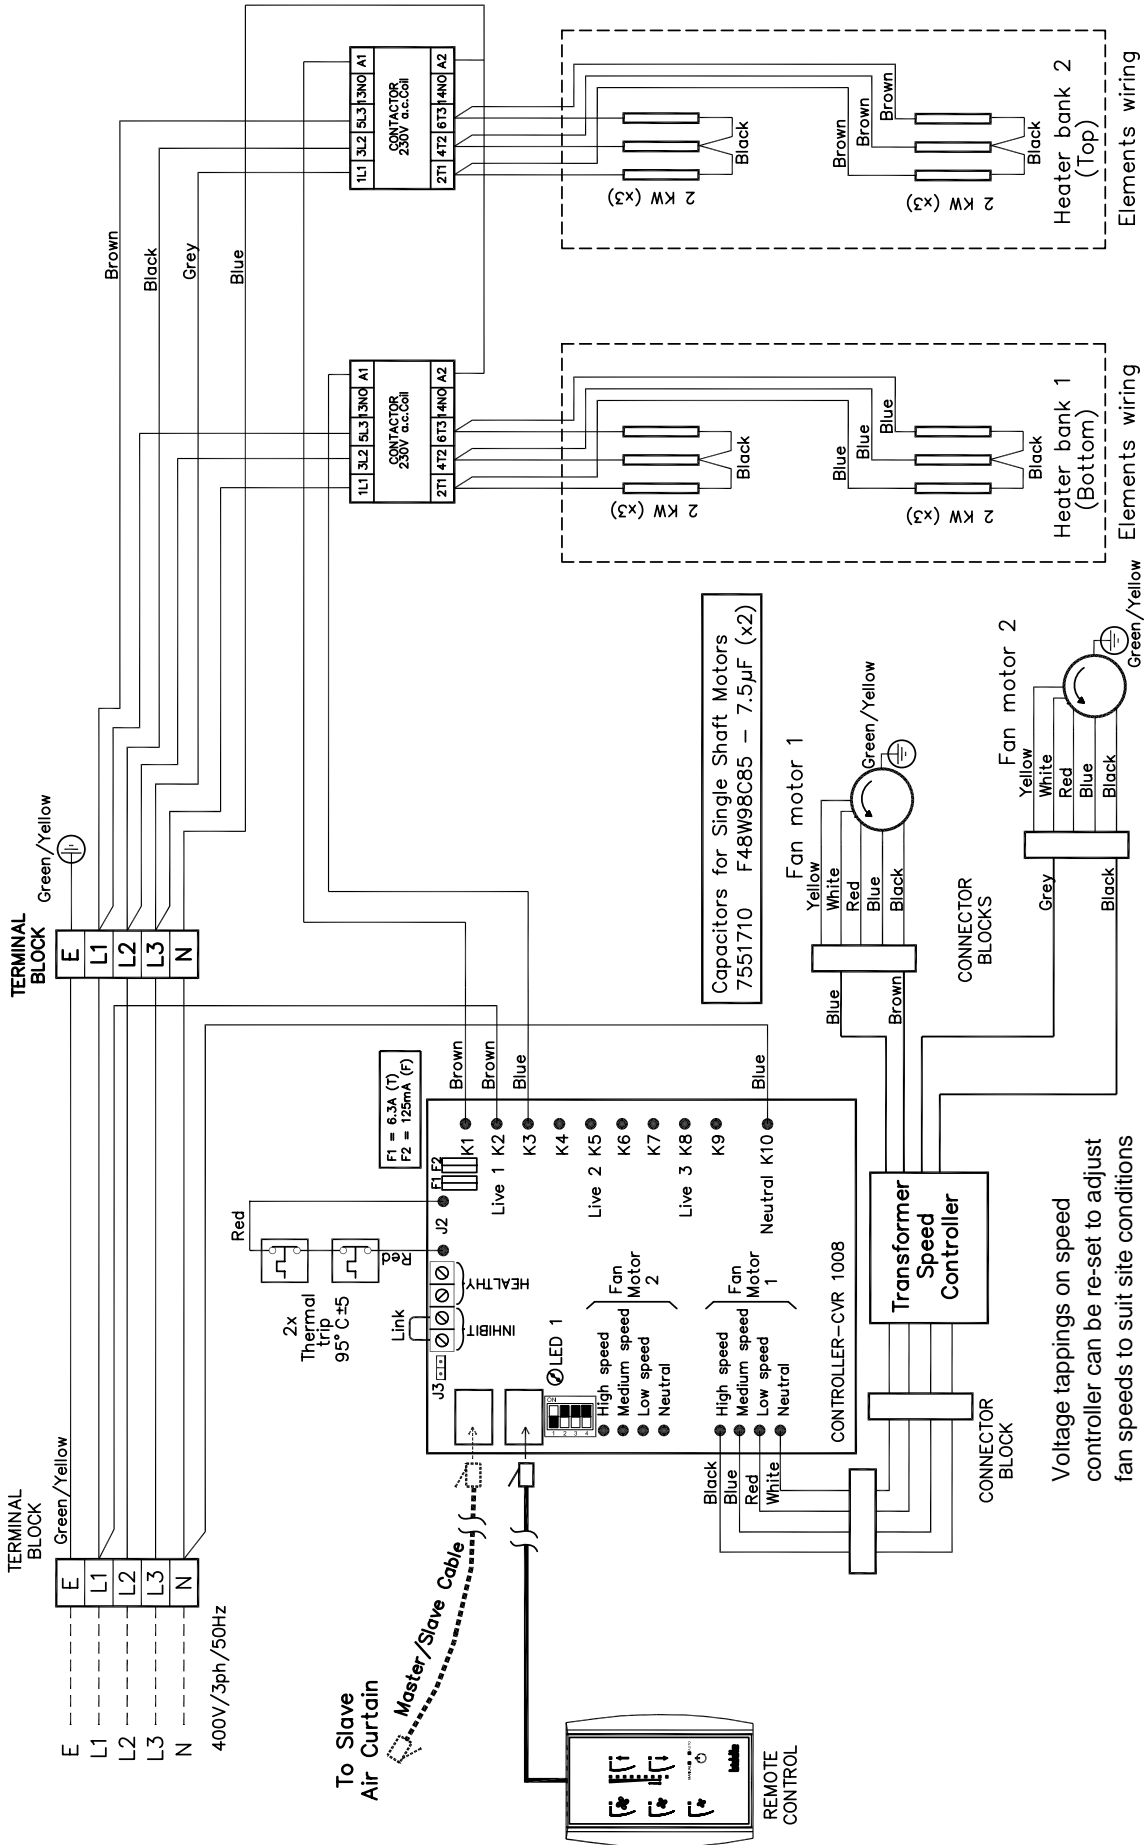 TERMINAL
BLOCK
E
L1
L2
L3
N
400V/3ph/50Hz
E
L1
L2
L3
N
Green/Yellow
TERMINAL
BLOCK
E
L1
L2
L3
N
Green/Yellow
Brown
Black
Grey
Blue
To Slave
Air Curtain
Master/Slave Cable
REMOTE
CONTROL
2x
Thermal
trip
95°C±5
Red
Red
Link
J3
INHIBIT
HEALTHY
J2
F1
F2
F1 = 6.3A (T)
F2 = 125mA (F)
LED 1
ON
1 2 3 4
High speed
Medium speed
Low speed
Neutral
Fan
Motor
2
High speed
Medium speed
Low speed
Neutral
Fan
Motor
1
CONTROLLER-CVR 1008
K1
Live 1 K2
K3
K4
Live 2 K5
K6
K7
Live 3 K8
K9
Neutral K10
Brown
Brown
Blue
Blue
Black
Blue
Red
White
CONNECTOR
BLOCK
Transformer
Speed
Controller
Voltage tappings on speed
controller can be re-set to adjust
fan speeds to suit site conditions
Blue
Brown
Grey
Black
CONNECTOR
BLOCKS
Yellow
White
Red
Blue
Black
Fan motor 1
Green/Yellow
Yellow
White
Red
Blue
Black
Fan motor 2
Green/Yellow
Capacitors for Single Shaft Motors
7551710 F48W98C85 – 7.5µF (x2)
1L1 3L2 5L3 13NO A1
CONTACTOR
230V a.c.Coil
2T1 4T2 6T3 14NO A2
2 KW (x3)
Black
Blue
Blue
Blue
2 KW (x3)
Black
Heater bank 1
(Bottom)
Elements wiring
1L1 3L2 5L3 13NO A1
CONTACTOR
230V a.c.Coil
2T1 4T2 6T3 14NO A2
2 KW (x3)
Black
Brown
Brown
Brown
2 KW (x3)
Black
Heater bank 2
(Top)
Elements wiring